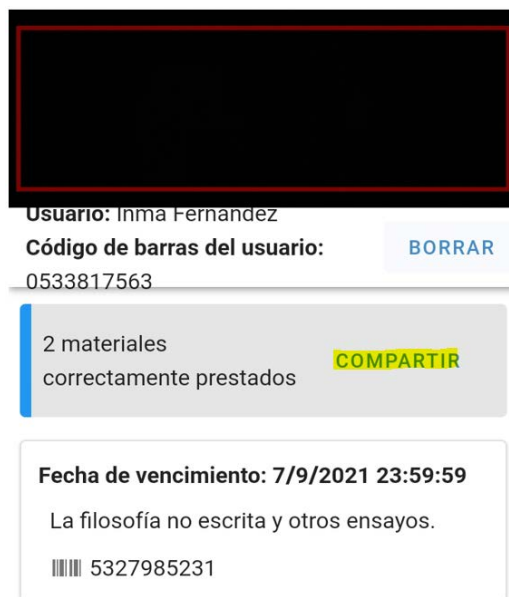 Usuario: Inma Fernández
Código de barras del usuario:
BORRAR
0533817563
2 materiales
correctamente prestados
COMPARTIR
Fecha de vencimiento: 7/9/2021 23:59:59
La filosofía no escrita y otros ensayos.
5327985231